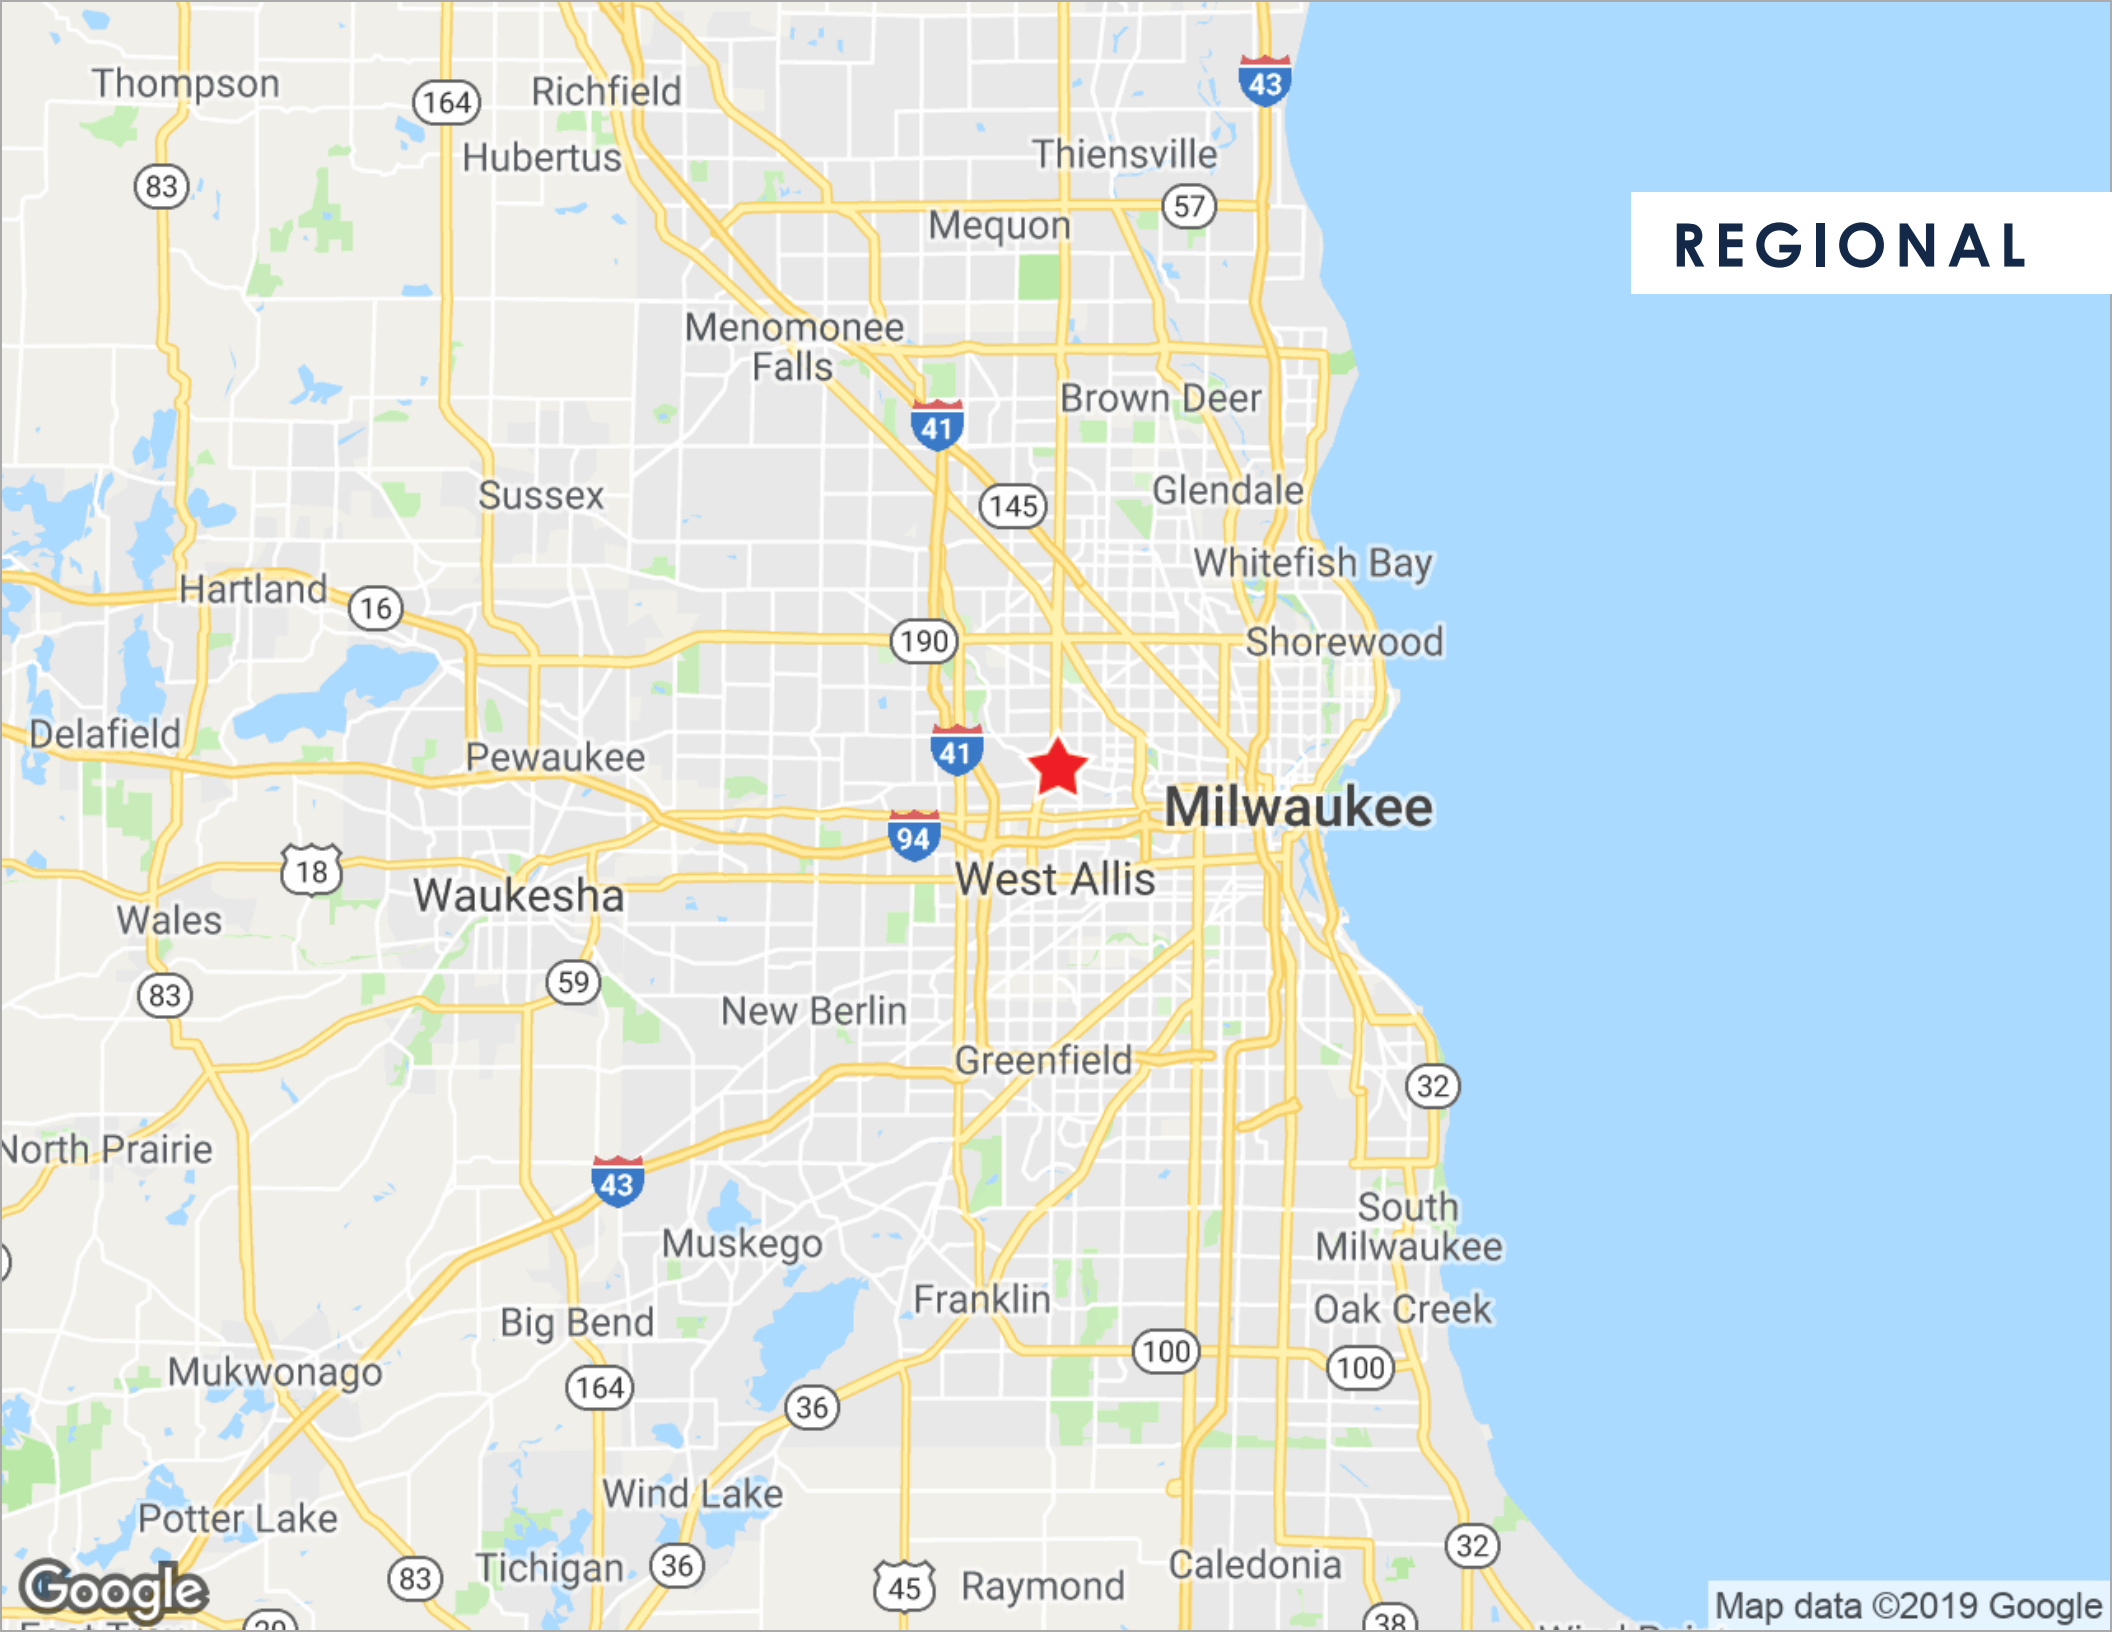 Thompson
164
Richfield
43
Hubertus
Thiensville
83
57
Mequon
REGIONAL
Menomonee
Falls
Brown Deer
41
Sussex
145
Glendale
Whitefish Bay
Hartland
16
190
Shorewood
Delafield
Pewaukee
41
Milwaukee
94
18
Waukesha
West Allis
Wales
83
59
New Berlin
Greenfield
32
North Prairie
43
South
Milwaukee
Muskego
Franklin
Oak Creek
Big Bend
100
100
Mukwonago
164
36
Wind Lake
Potter Lake
32
Tichigan
36
Caledonia
83
45
Raymond
Google
Map data ©2019 Google
38